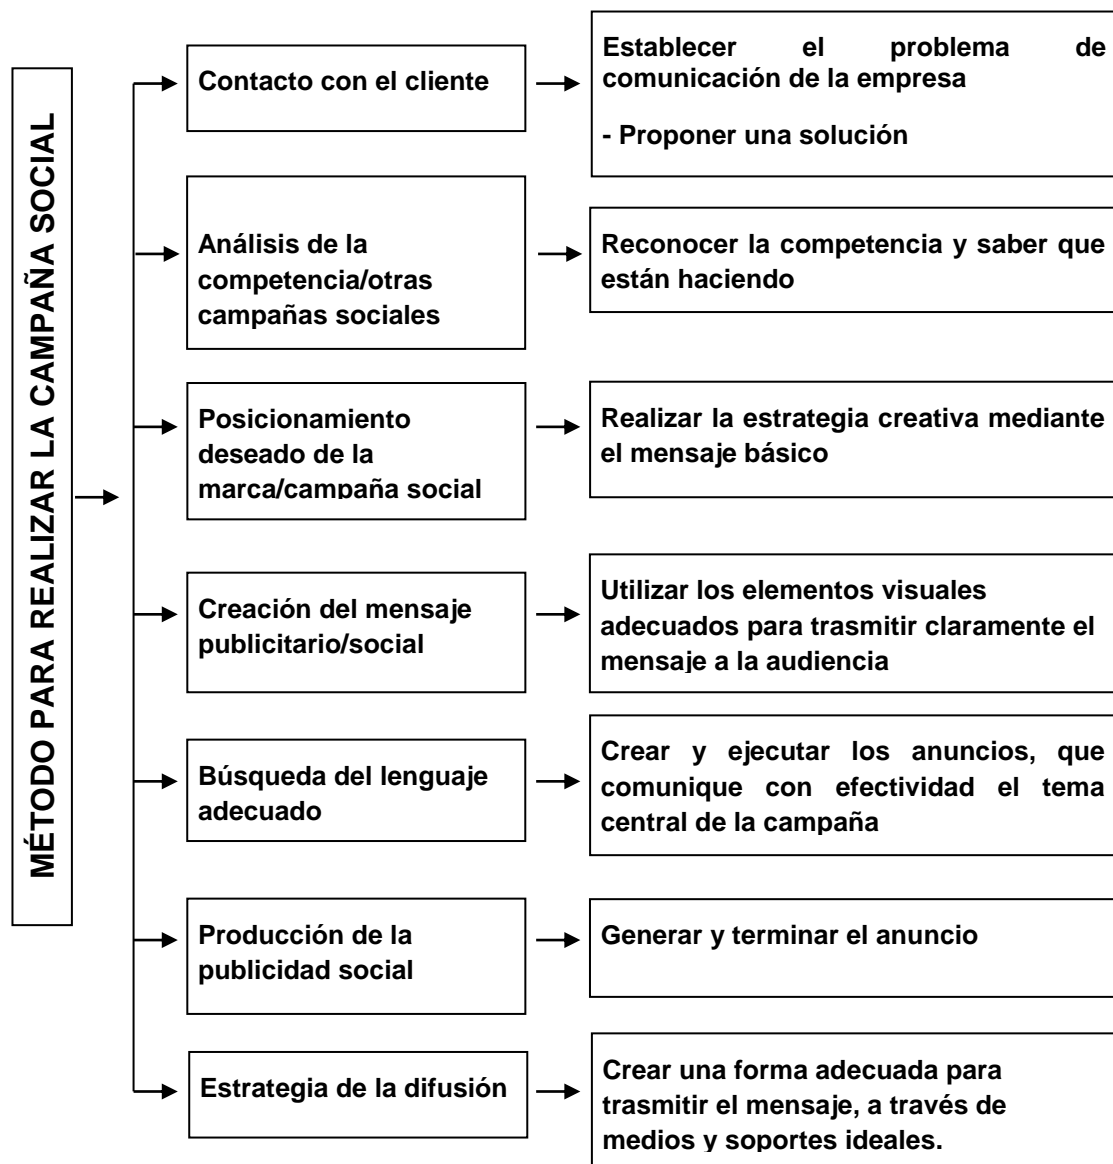 MÉTODO PARA REALIZAR LA CAMPAÑA SOCIAL
Contacto con el cliente
Establecer el problema de
comunicación de la empresa
- Proponer una solución
Análisis de la
competencia/otras
campañas sociales
Reconocer la competencia y saber que
están haciendo
Posicionamiento
deseado de la
marca/campaña social
Realizar la estrategia creativa mediante
el mensaje básico
Creación del mensaje
publicitario/social
Utilizar los elementos visuales
adecuados para trasmitir claramente el
mensaje a la audiencia
Búsqueda del lenguaje
adecuado
Crear y ejecutar los anuncios, que
comunique con efectividad el tema
central de la campaña
Producción de la
publicidad social
Generar y terminar el anuncio
Estrategia de la difusión
Crear una forma adecuada para
trasmitir el mensaje, a través de
medios y soportes ideales.